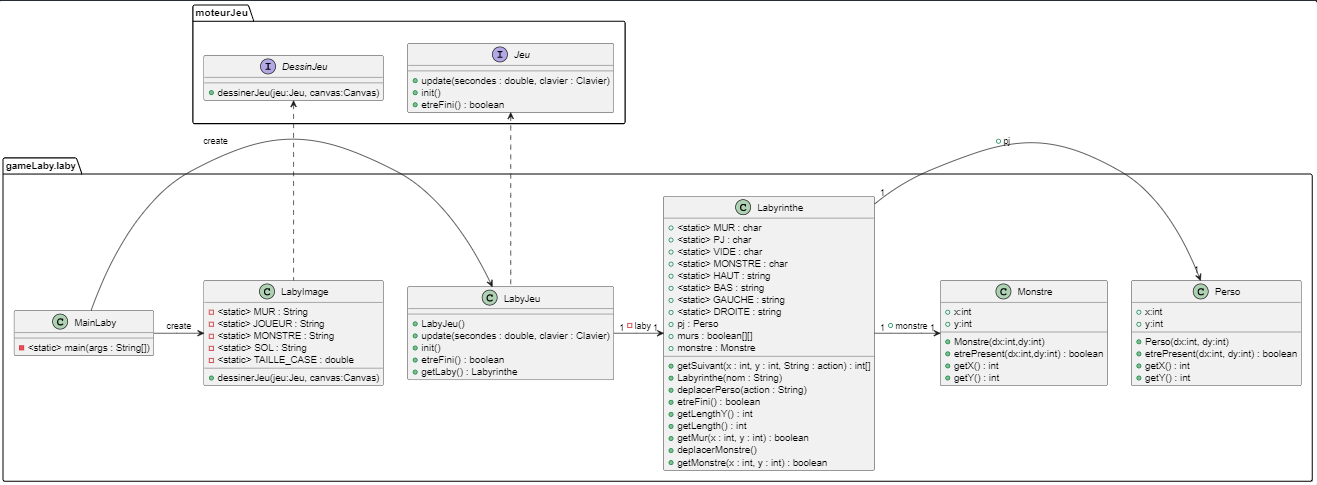 moteurJeu
I DessinJeu
dessinerJeu(jeu:Jeu, canvas:Canvas)
I Jeu
update(secondes : double, clavier : Clavier)
init()
etreFini() : boolean
create
pj
gameLaby.laby
C MainLaby
<static> main(args : String[])
create
C LabyImage
<static> MUR : String
<static> JOUEUR : String
<static> MONSTRE : String
<static> SOL : String
<static> TAILLE_CASE : double
dessinerJeu(jeu:Jeu, canvas:Canvas)
C LabyJeu
LabyJeu()
update(secondes : double, clavier : Clavier)
init()
etreFini() : boolean
getLaby() : Labyrinthe
1 laby 1
C Labyrinthe
<static> MUR : char
<static> PJ : char
<static> VIDE : char
<static> MONSTRE : char
<static> HAUT : string
<static> BAS : string
<static> GAUCHE : string
<static> DROITE : string
pj : Perso
murs : boolean[][]
monstre : Monstre
getSuivant(x : int, y : int, String : action) : int[]
Labyrinthe(nom : String)
deplacerPerso(action : String)
etreFini() : boolean
getLengthY() : int
getLength() : int
getMur(x : int, y : int) : boolean
deplacerMonstre()
getMonstre(x : int, y : int) : boolean
1
1
1 monstre 1
C Monstre
x:int
y:int
Monstre(dx:int,dy:int)
etrePresent(dx:int,dy:int) : boolean
getX() : int
getY() : int
C Perso
x:int
y:int
Perso(dx:int, dy:int)
etrePresent(dx:int, dy:int) : boolean
getX() : int
getY() : int